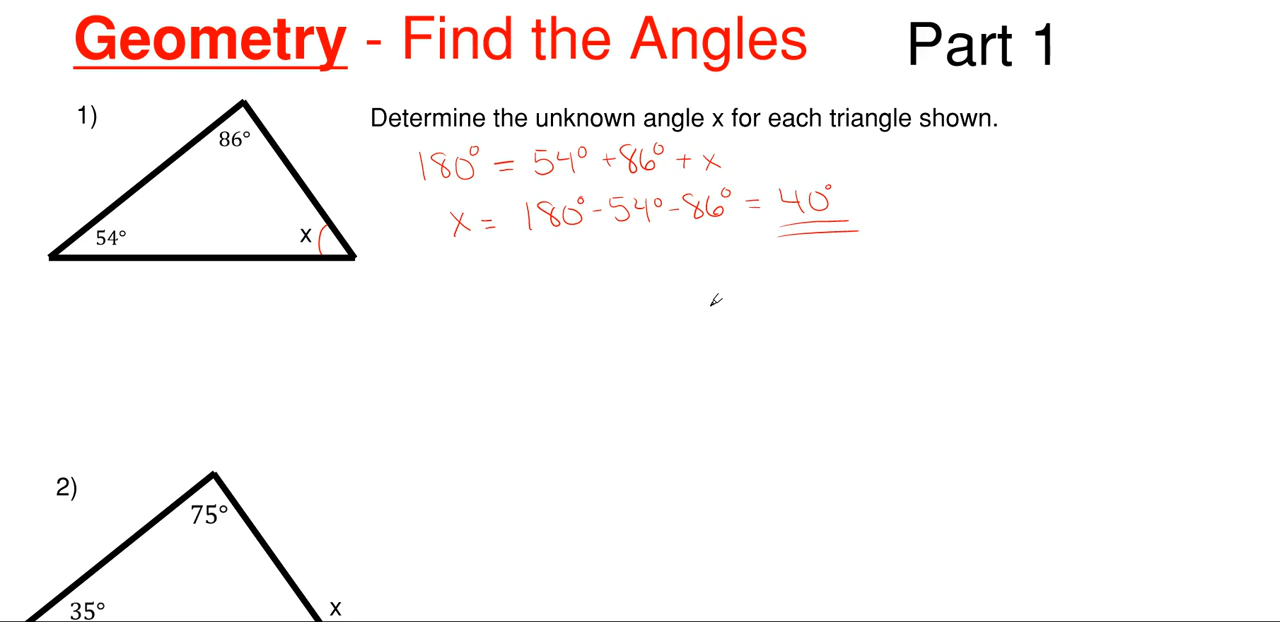 Geometry - Find the Angles Part 1
1)
Determine the unknown angle x for each triangle shown.
86°
180° = 54° + 86° + x
x = 180° - 54° - 86° = 40°
54°
x
2)
75°
35°
x